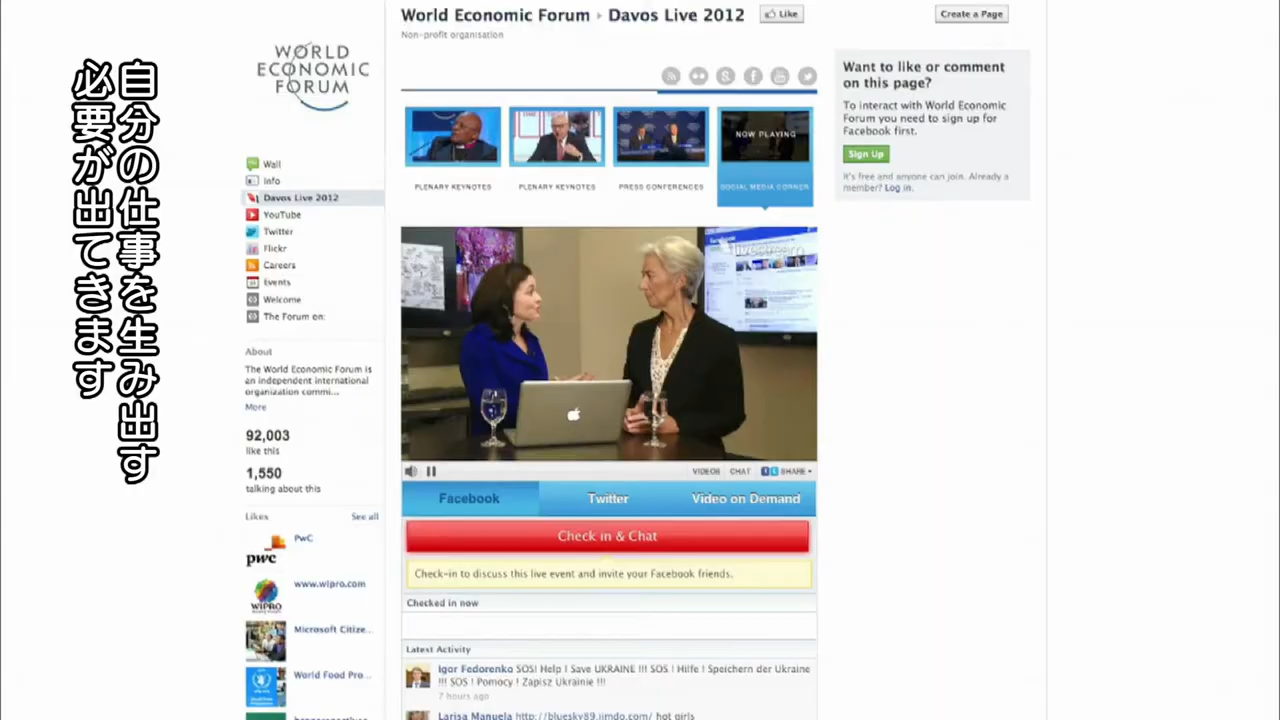 自分の仕事を生み出す
必要が出てきます
World Economic Forum ▸ Davos Live 2012
Like
Create a Page
Non-profit organisation
WORLD
ECONOMIC
FORUM
Want to like or comment
on this page?
To interact with World Economic
Forum you need to sign up for
Facebook first.
Sign Up
It's free and anyone can join. Already a
member? Log in.
NOW PLAYING
PLENARY KEYNOTES
PLENARY KEYNOTES
PRESS CONFERENCES
SOCIAL MEDIA CORNER
Wall
Info
Davos Live 2012
YouTube
Twitter
Flickr
Careers
Events
Welcome
The Forum on:
livestream
About
The World Economic Forum is
an independent international
organization commi...
More
92,003
like this
1,550
talking about this
Likes
See all
PwC
pwc
www.wipro.com
WIPRO
Microsoft Citize...
World Food Pro...
VIDEOS
CHAT
SHARE
Facebook
Twitter
Video on Demand
Check in & Chat
Check-in to discuss this live event and invite your Facebook friends.
Checked in now
Latest Activity
Igor Fedorenko SOS! Help ! Save UKRAINE !!! SOS ! Hilfe ! Speichern der Ukraine
!!! SOS ! Pomocy ! Zapisz Ukrainie !!!
7 hours ago
Larisa Manuela http://bluesky89.jimdo.com/ hot girls